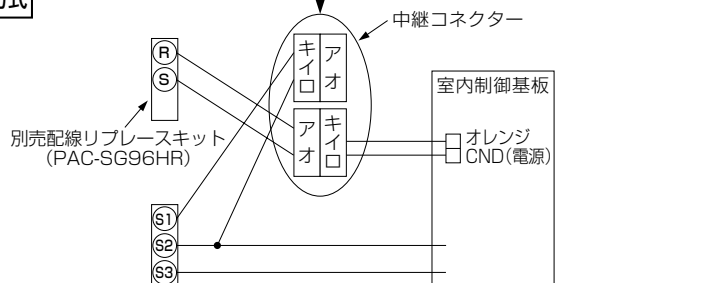 式
中継コネクター
キイロ アオ
R
S
室内制御基板
アオ キイロ
別売配線リプレースキット
(PAC-SG96HR)
オレンジ
CND(電源)
S1
S2
S3